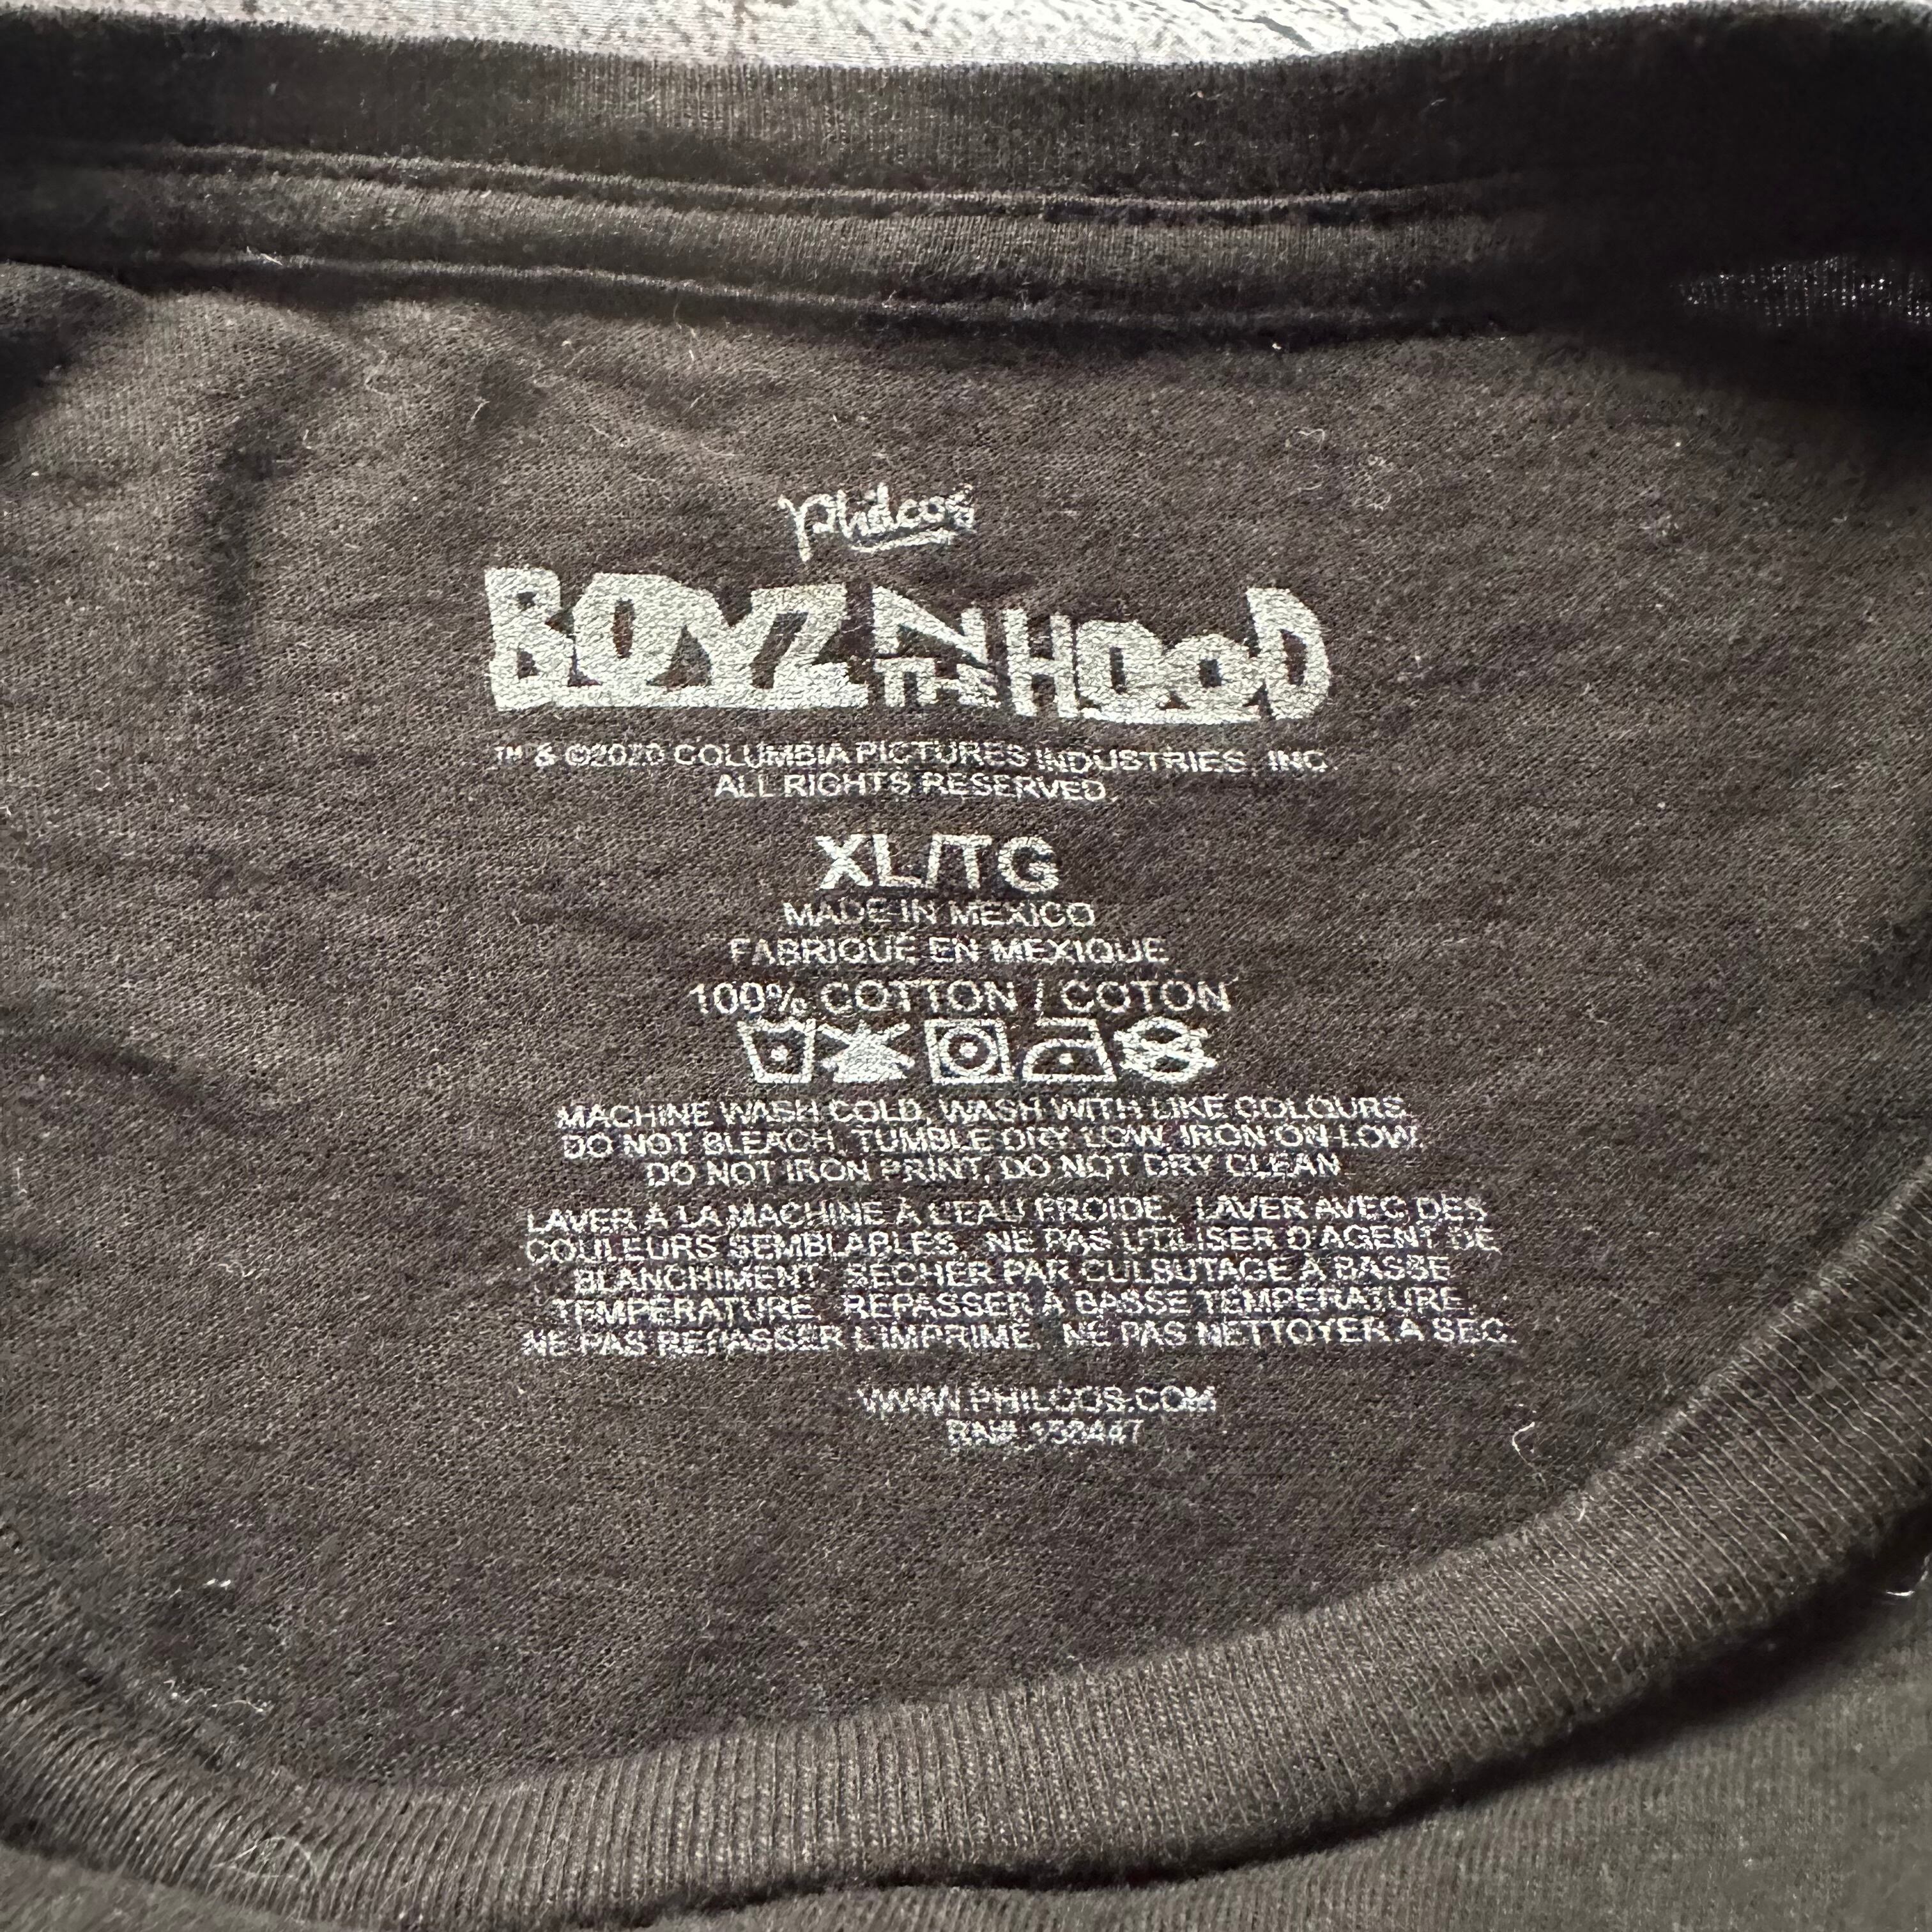 Philcos
BOYZ N THE HOOD
™ & ©2020 COLUMBIA PICTURES INDUSTRIES, INC.
ALL RIGHTS RESERVED.
XL/TG
MADE IN MEXICO
FABRIQUÉ EN MEXIQUE
100% COTTON / COTON
MACHINE WASH COLD, WASH WITH LIKE COLOURS,
DO NOT BLEACH, TUMBLE DRY LOW, IRON ON LOW,
DO NOT IRON PRINT, DO NOT DRY CLEAN
LAVER À LA MACHINE À L'EAU FROIDE, LAVER AVEC DES
COULEURS SEMBLABLES, NE PAS UTILISER D'AGENT DE
BLANCHIMENT, SÉCHER PAR CULBUTAGE À BASSE
TEMPÉRATURE, REPASSER À BASSE TEMPÉRATURE,
NE PAS REPASSER L'IMPRIMÉ, NE PAS NETTOYER À SEC.
WWW.PHILCOS.COM
RN#